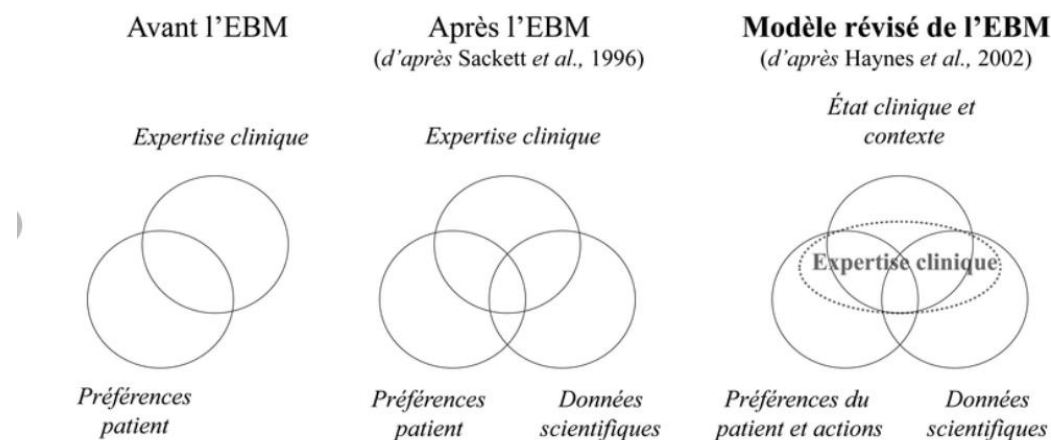 Avant l'EBM
Après l'EBM
(d'après Sackett et al., 1996)
Modèle révisé de l'EBM
(d'après Haynes et al., 2002)
Expertise clinique
Préférences
patient
Expertise clinique
Préférences
patient
Données
scientifiques
État clinique et
contexte
Expertise clinique
Préférences du
patient et actions
Données
scientifiques